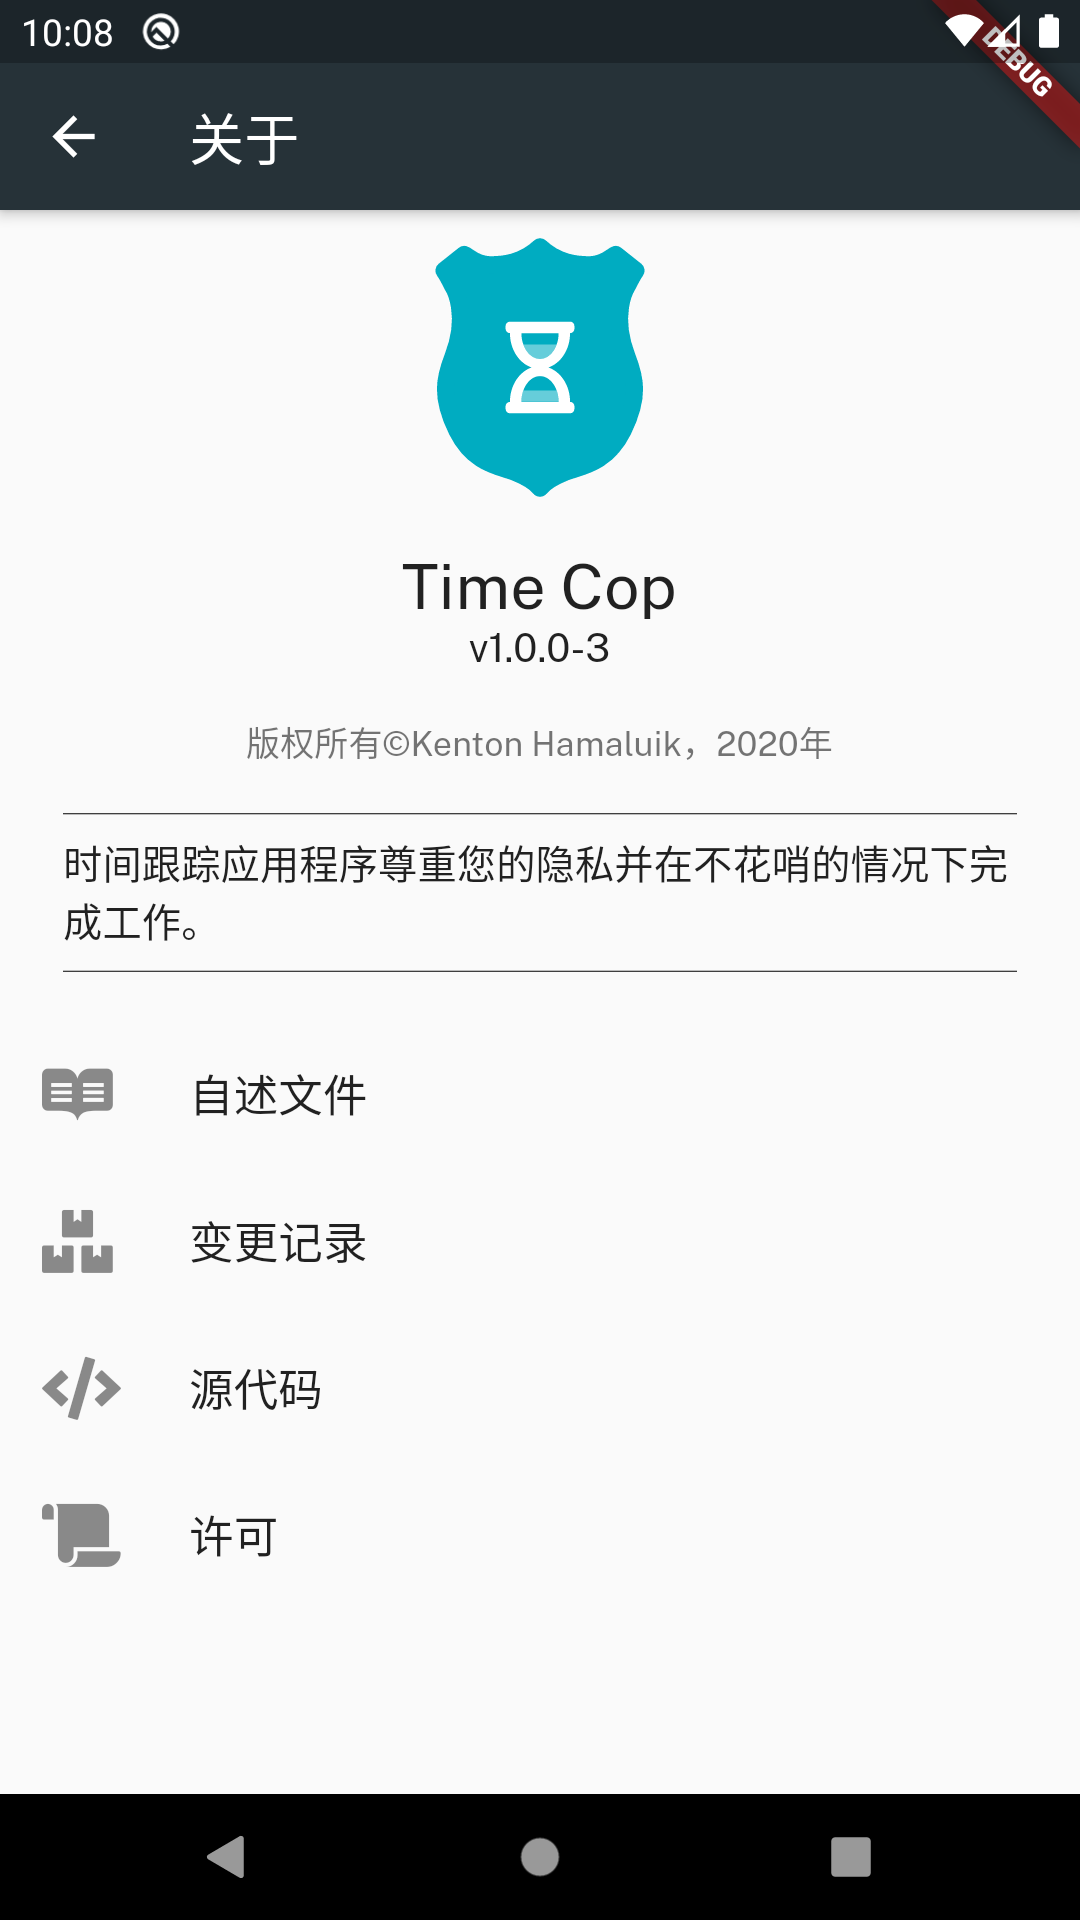 10:08
DEBUG
关于
Time Cop
v1.0.0-3
版权所有©Kenton Hamaluik，2020年
时间跟踪应用程序尊重您的隐私并在不花哨的情况下完
成工作。
自述文件
变更记录
源代码
许可